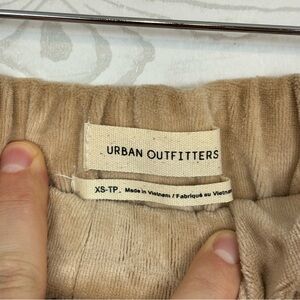 URBAN OUTFITTERS
XS-TP. Made in Vietnam / Fabriqué au Vietnam